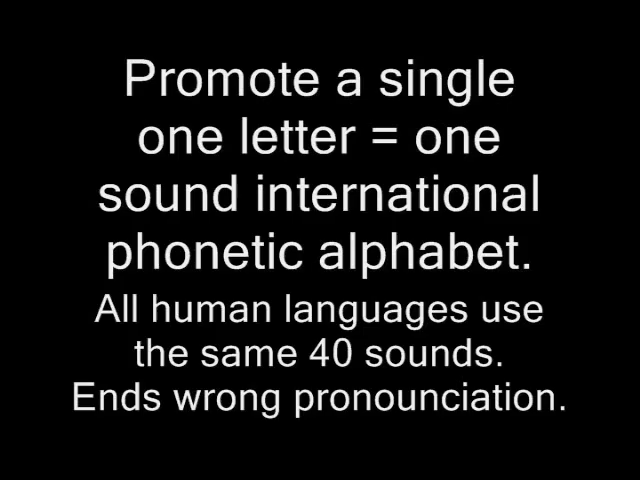 Promote a single
one letter = one
sound international
phonetic alphabet.
All human languages use
the same 40 sounds.
Ends wrong pronounciation.